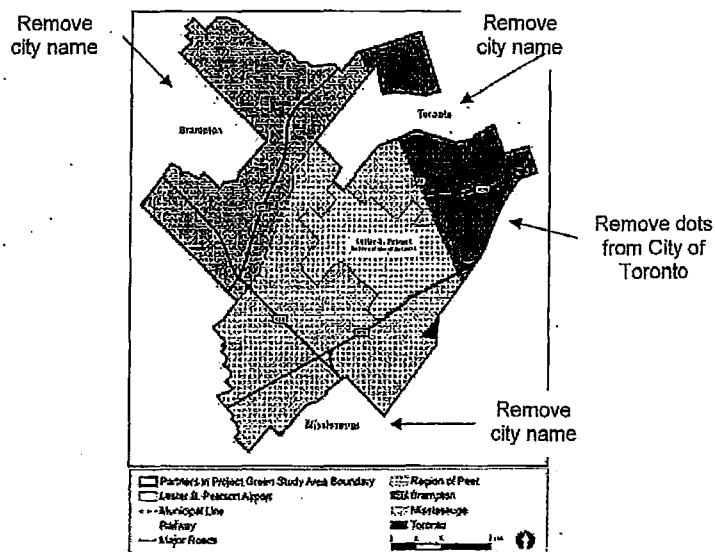 Remove
city name
Remove
city name
Toronto
Brampton
Remove dots
from City of
Toronto
Lester B. Pearson
Remove
city name
Mississauga
Partners in Project Green Study Area Boundary
Lester B. Pearson Airport
Municipal Line
Railway
Major Roads
Region of Peel
Brampton
Mississauga
Toronto